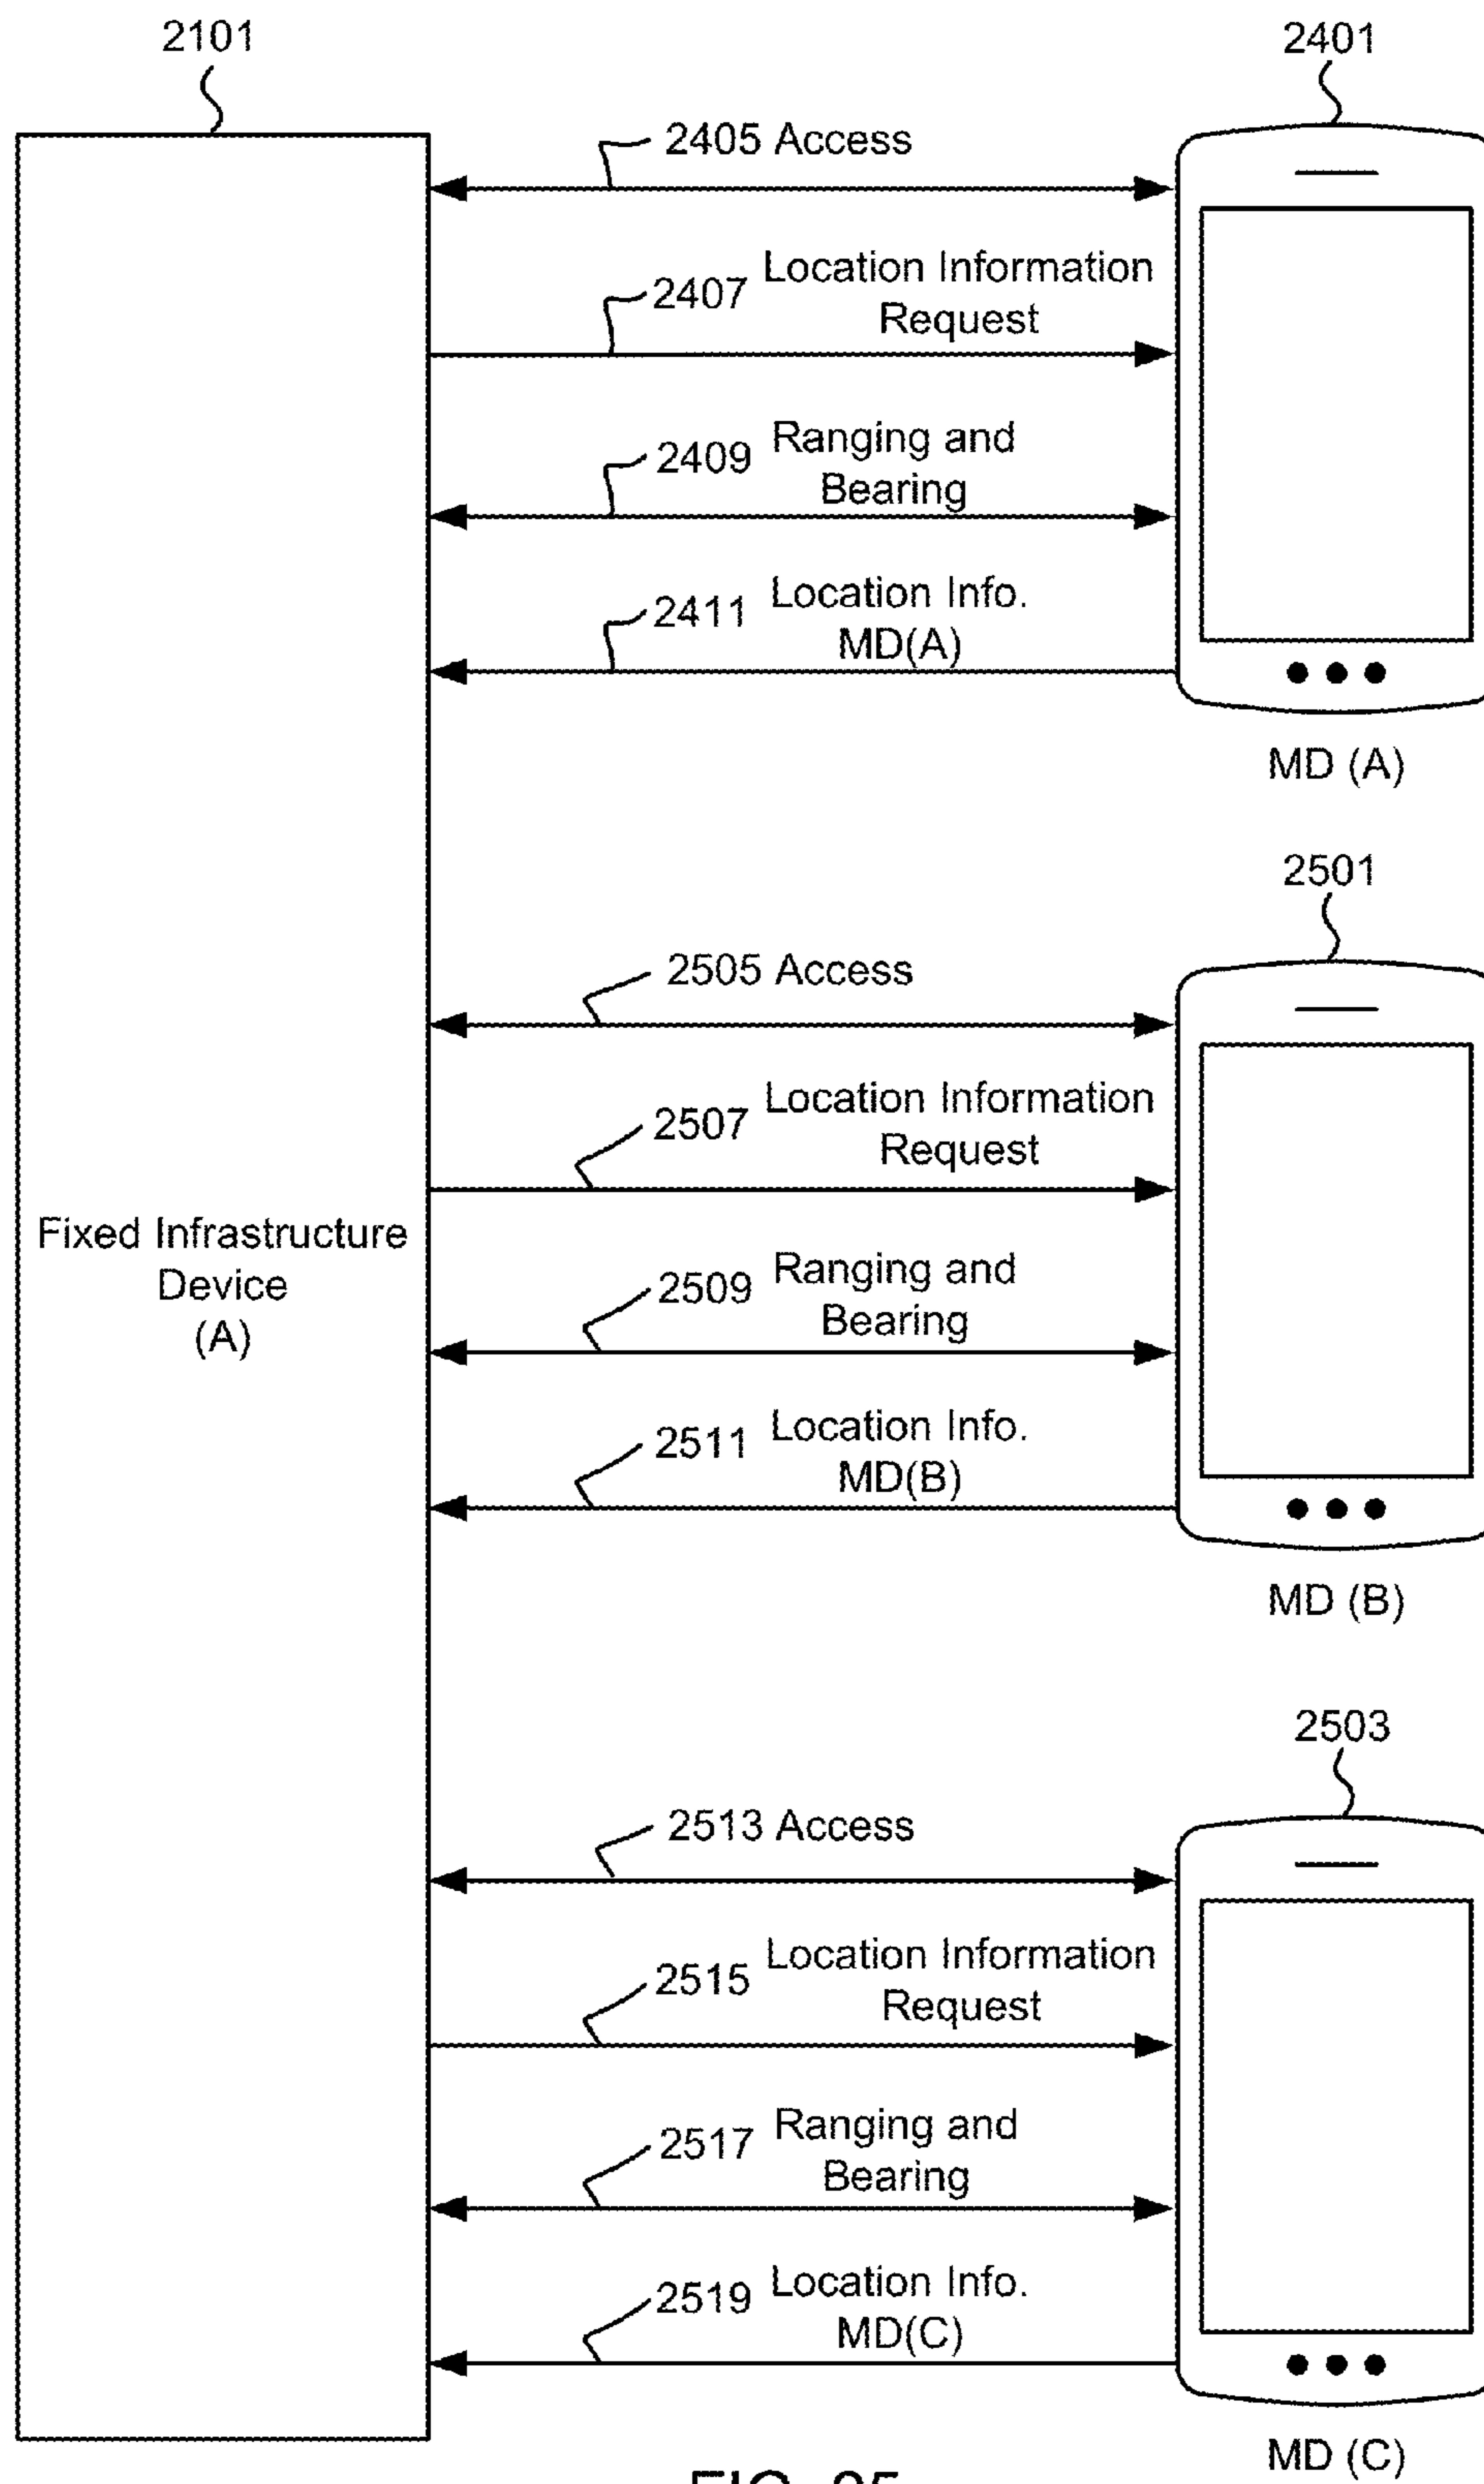 2101
2401
2405 Access
2407 Location Information
Request
2409 Ranging and
Bearing
2411 Location Info.
MD(A)
MD (A)
2501
2505 Access
2507 Location Information
Request
Fixed Infrastructure
Device
(A)
2509 Ranging and
Bearing
2511 Location Info.
MD(B)
MD (B)
2503
2513 Access
2515 Location Information
Request
2517 Ranging and
Bearing
2519 Location Info.
MD(C)
MD (C)
FIG. 25